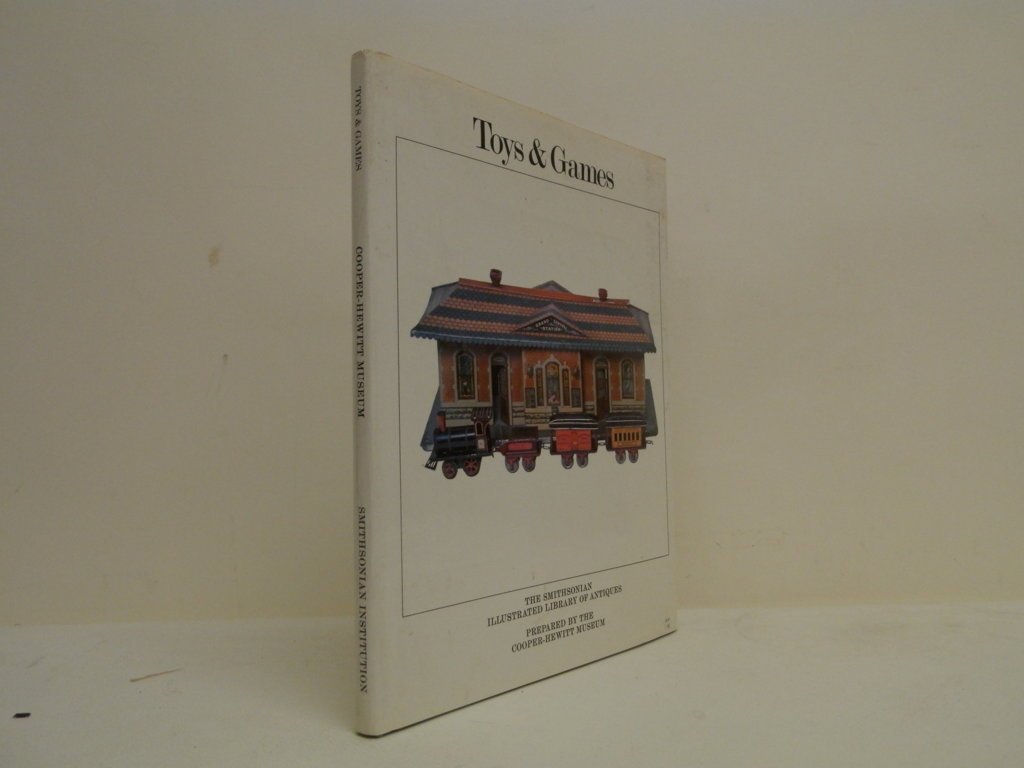 TOYS & GAMES
COOPER-HEWITT MUSEUM
SMITHSONIAN INSTITUTION
Toys & Games
STATION
THE SMITHSONIAN
ILLUSTRATED LIBRARY OF ANTIQUES
PREPARED BY THE
COOPER-HEWITT MUSEUM